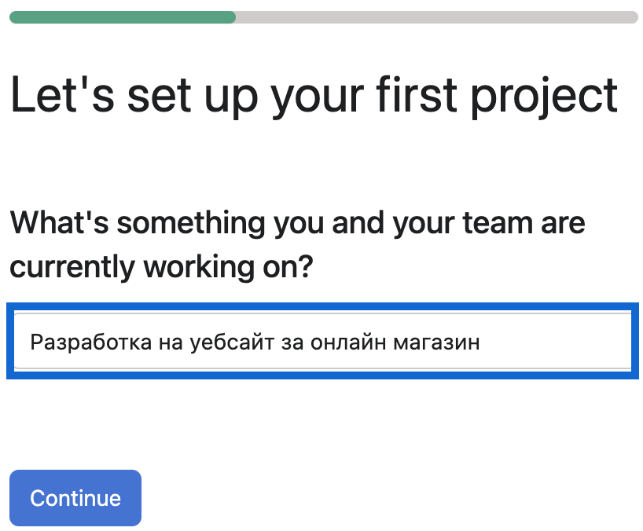 Let's set up your first project
What's something you and your team are
currently working on?
Разработка на уебсайт за онлайн магазин
Continue